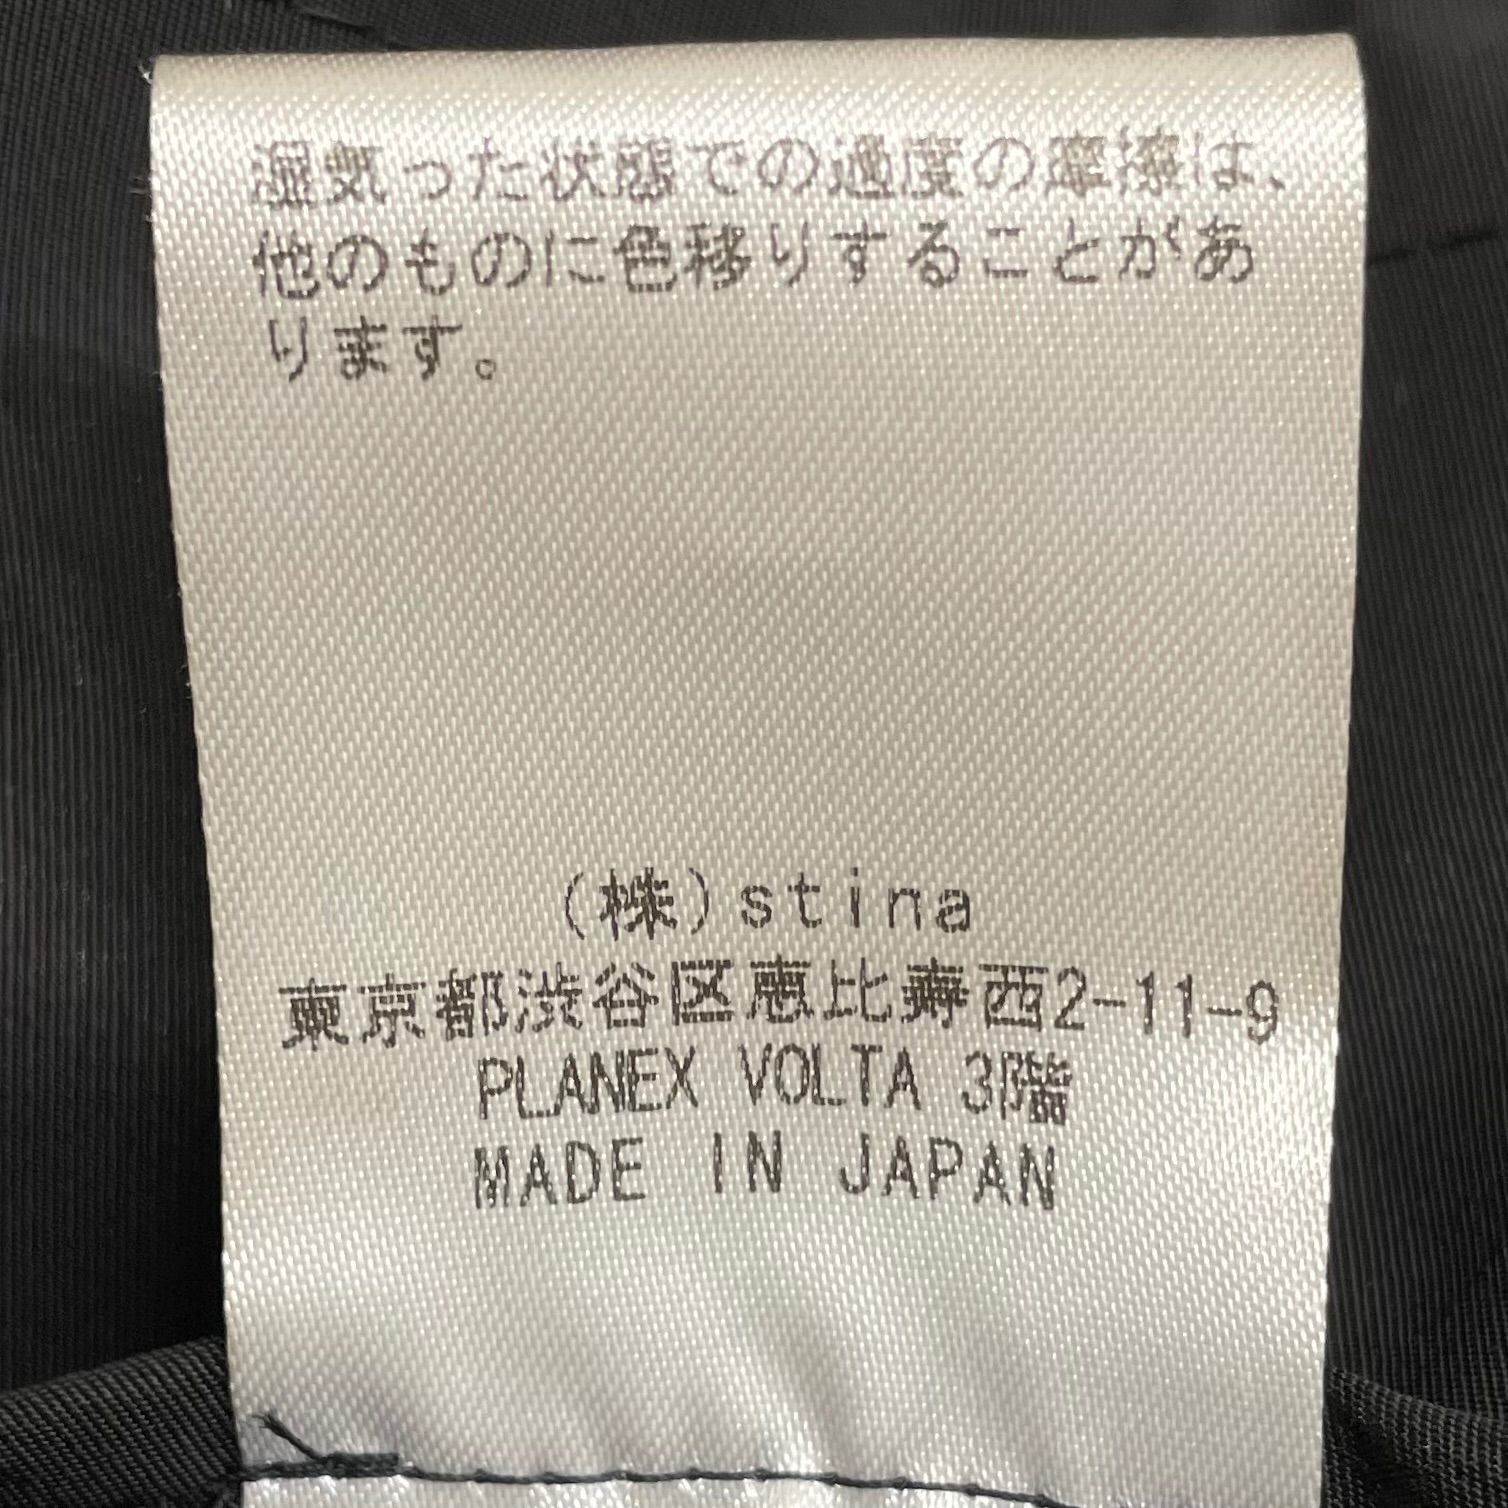 湿気った状態での過度の摩擦は、
他のものに色移りすることがあ
ります。
(株)stina
東京都渋谷区恵比寿西2-11-9
PLANEX VOLTA 3階
MADE IN JAPAN